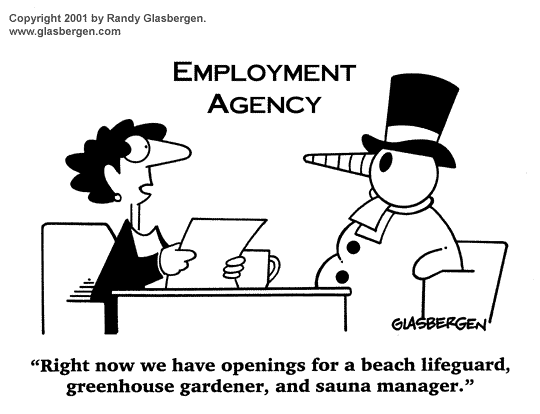 Copyright 2001 by Randy Glasbergen.
www.glasbergen.com
EMPLOYMENT
AGENCY
GLASBERGEN
“Right now we have openings for a beach lifeguard,
greenhouse gardener, and sauna manager.”